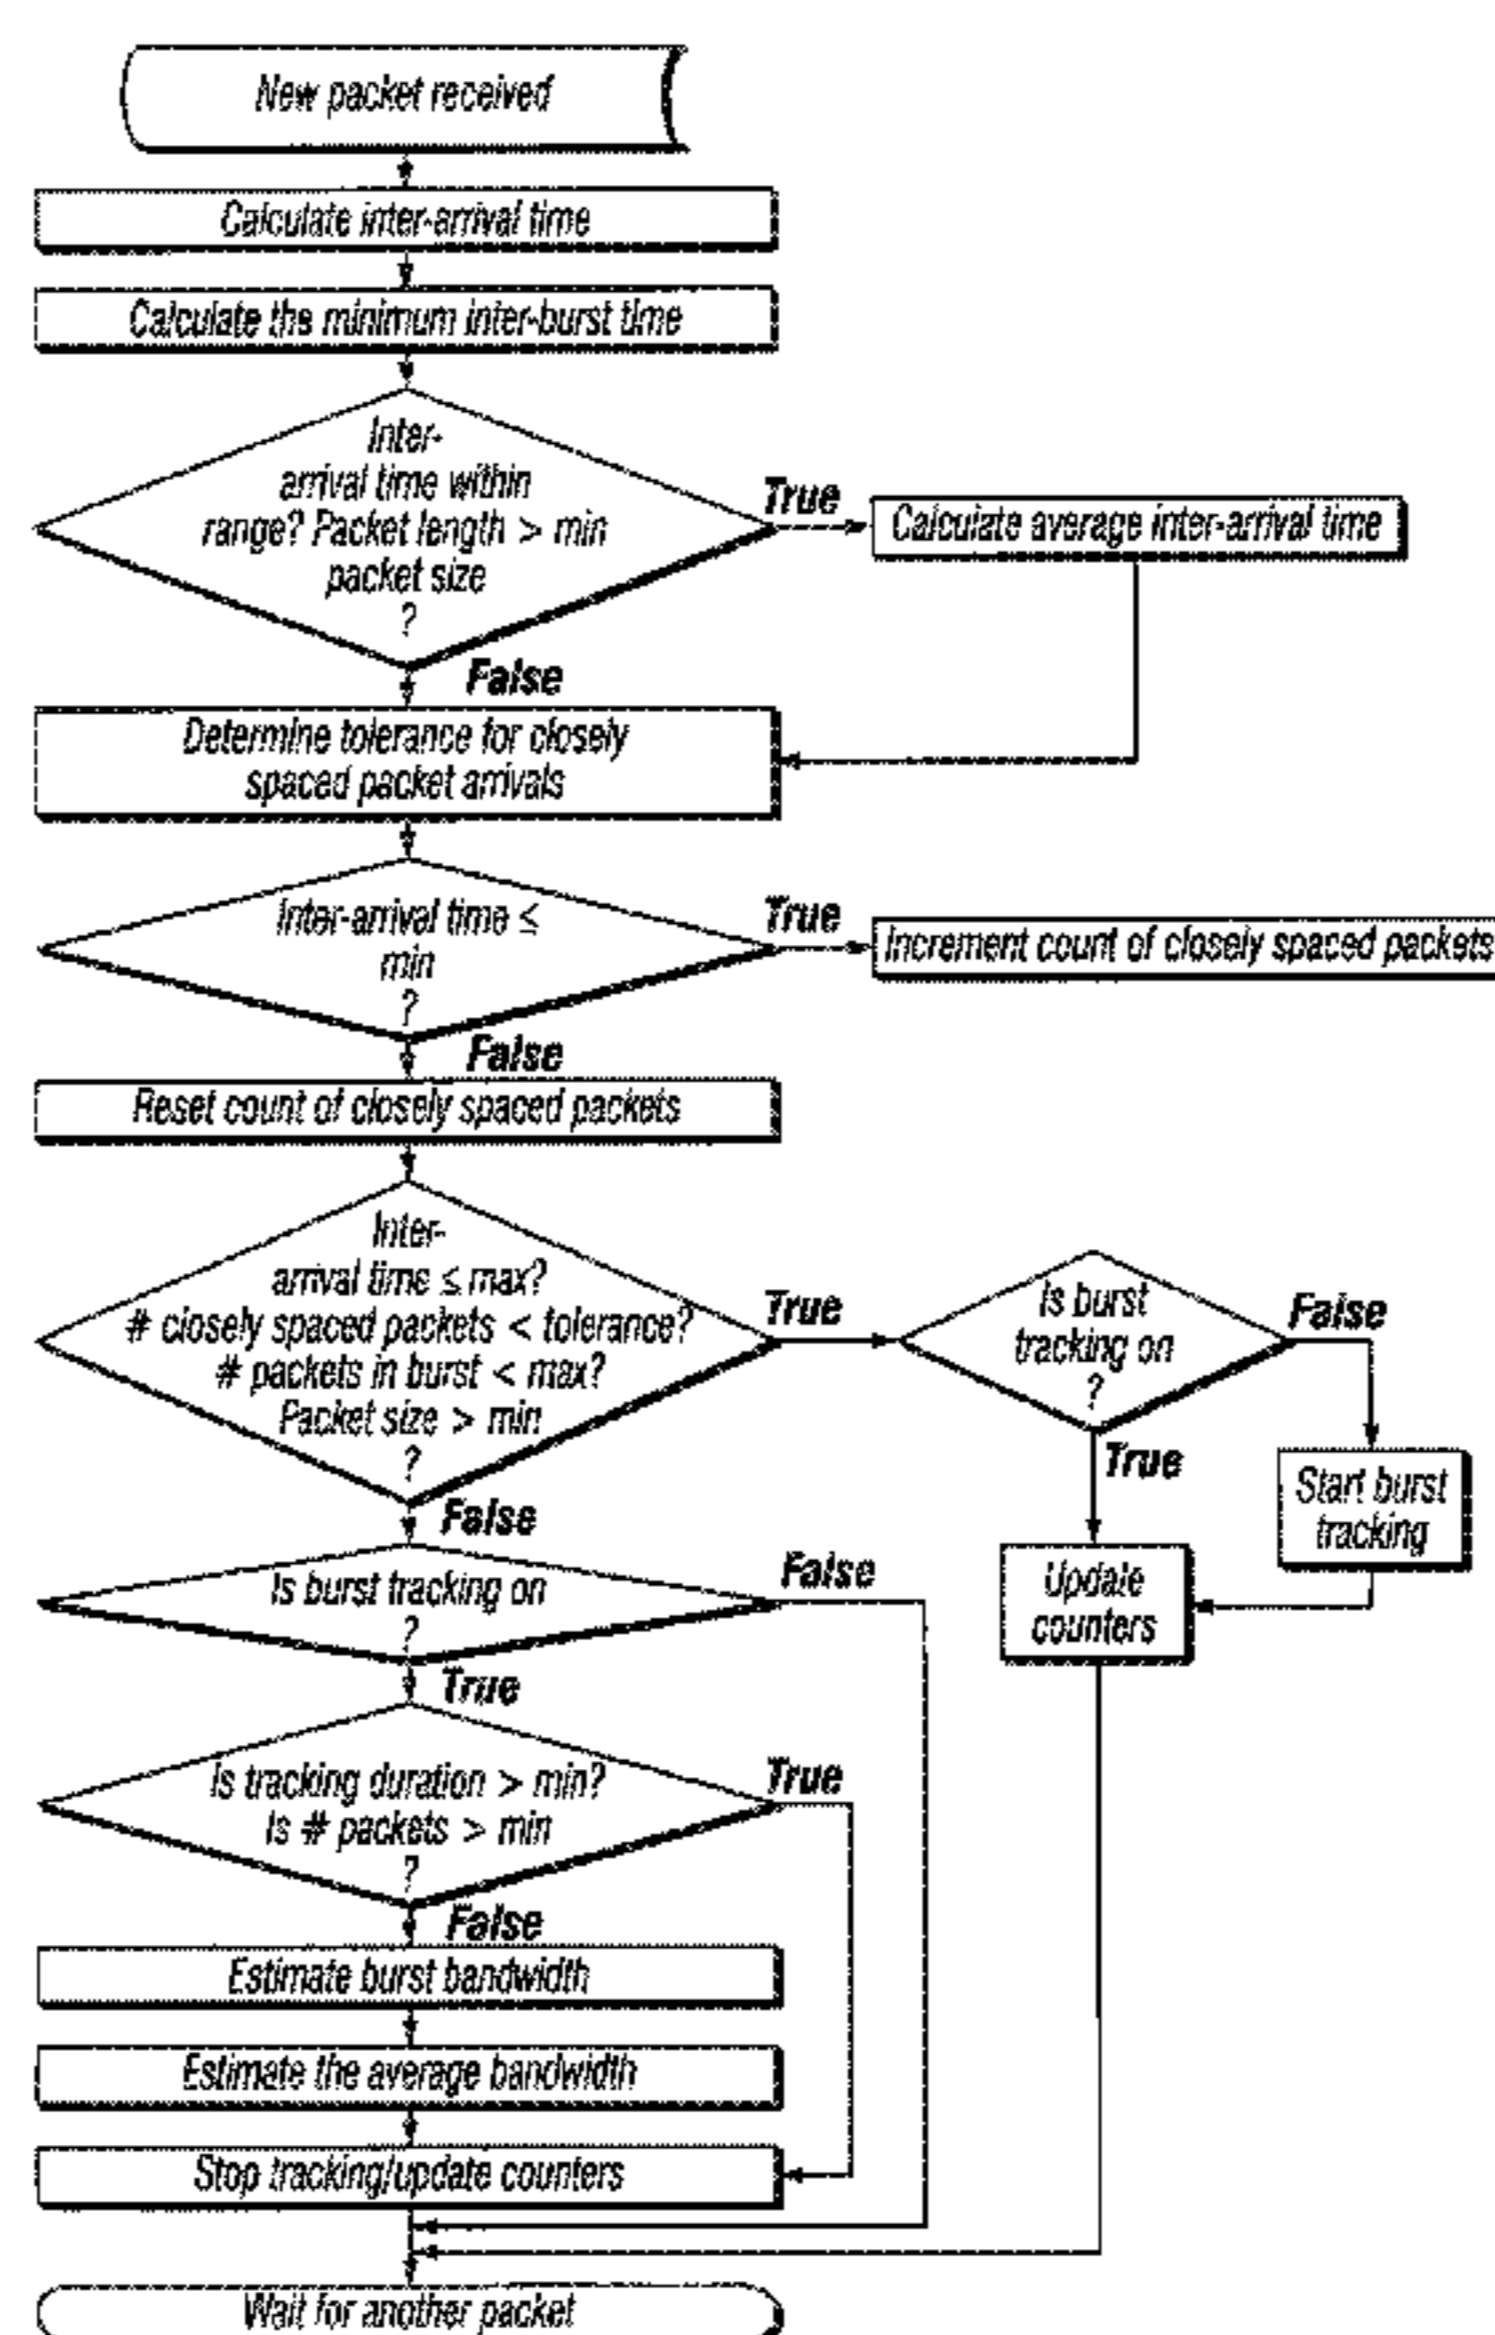 New packet received
Calculate inter-arrival time
Calculate the minimum inter-burst time
Inter-
arrival time within
range? Packet length > min
packet size
?
True
Calculate average inter-arrival time
False
Determine tolerance for closely
spaced packet arrivals
Inter-arrival time ≤
min
?
True
Increment count of closely spaced packets
False
Reset count of closely spaced packets
Inter-
arrival time ≤ max?
# closely spaced packets < tolerance?
# packets in burst < max?
Packet size > min
?
True
Is burst
tracking on
?
False
True
Start burst
tracking
Update
counters
False
Is burst tracking on
?
False
True
Is tracking duration > min?
Is # packets > min
?
True
False
Estimate burst bandwidth
Estimate the average bandwidth
Stop tracking/update counters
Wait for another packet